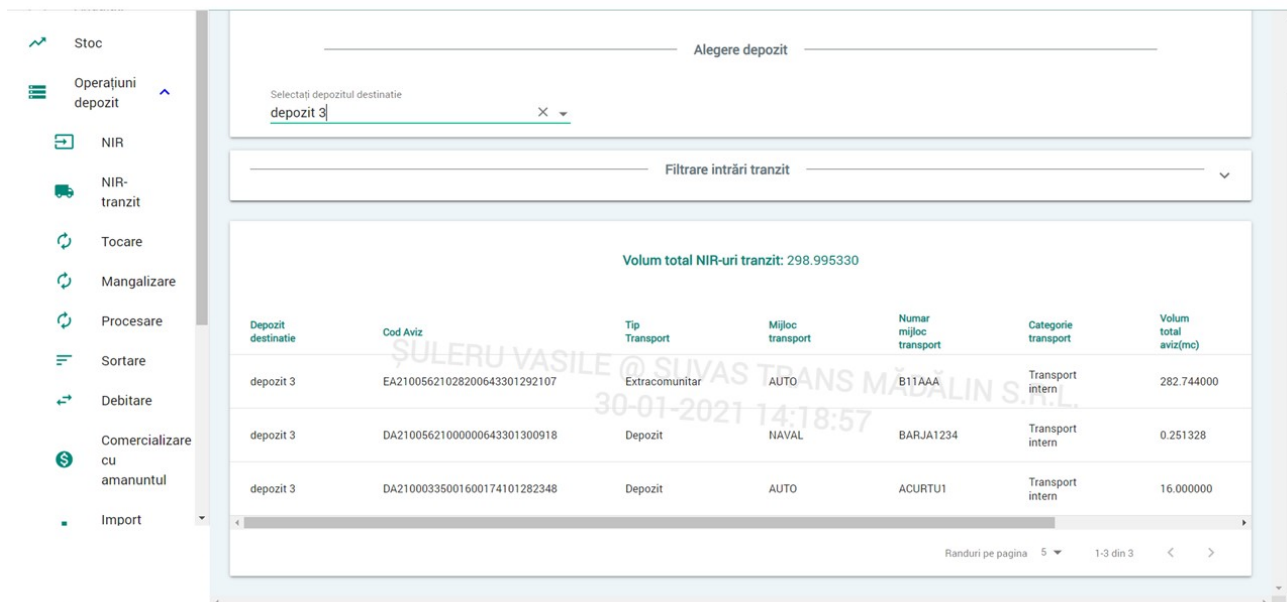 Stoc
Operațiuni
depozit
NIR
NIR-
tranzit
Tocare
Mangalizare
Procesare
Sortare
Debitare
Comercializare
cu
amanuntul
Import
Alegere depozit
Selectați depozitul destinatie
depozit 3
Filtrare intrări tranzit
Volum total NIR-uri tranzit: 298.995330
Depozit
destinatie
Cod Aviz
Tip
Transport
Mijloc
transport
Numar
mijloc
transport
Categorie
transport
Volum
total
aviz(mc)
depozit 3 EA21005621028200643301292107 Extracomunitar AUTO B11AAA Transport
intern 282.744000
depozit 3 DA21005621000000643301300918 Depozit NAVAL BARJA1234 Transport
intern 0.251328
depozit 3 DA21000335001600174101282348 Depozit AUTO ACURTU1 Transport
intern 16.000000
ȘULERU VASILE @ SUVAS TRANS MĂDĂLIN S.R.L.
30-01-2021 14:18:57
Randuri pe pagina 5 1-3 din 3